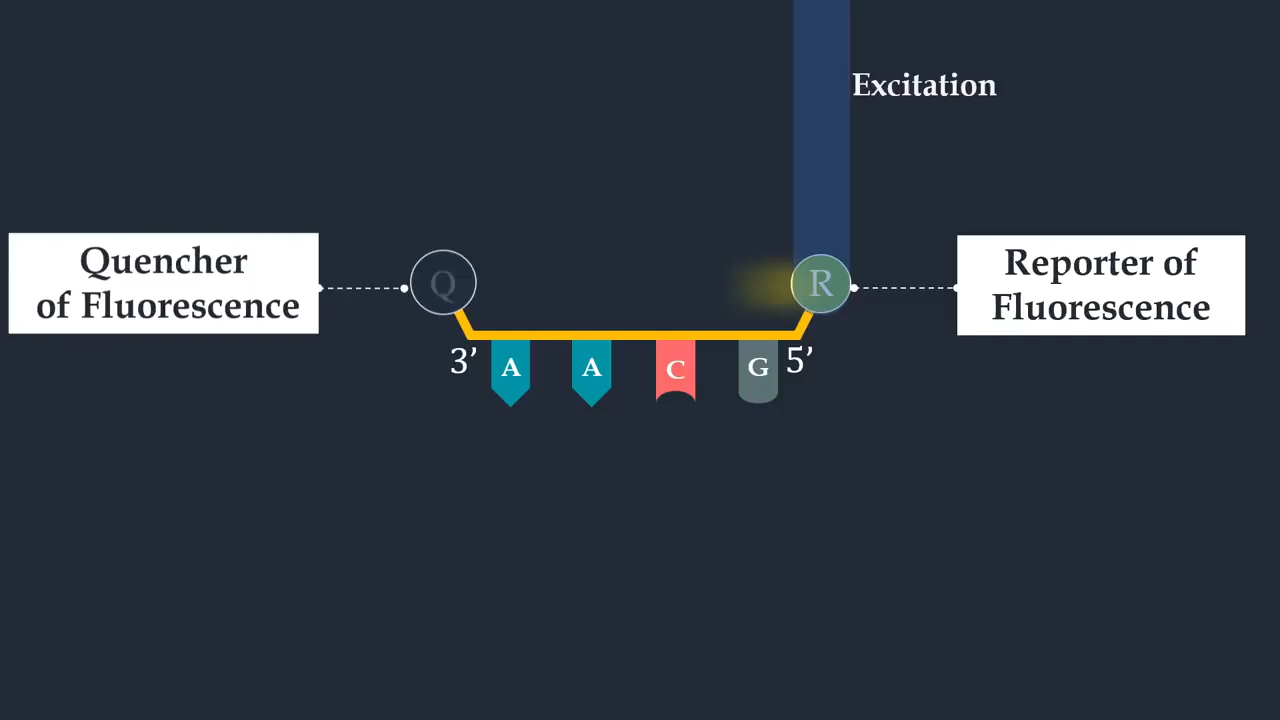 Excitation
Quencher
of Fluorescence
Q
R
Reporter of
Fluorescence
3’ A A C G 5’